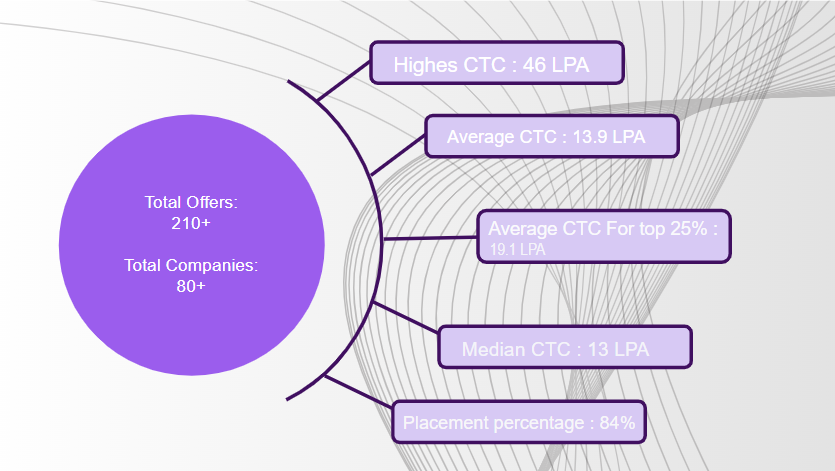 Total Offers:
210+
Total Companies:
80+
Highes CTC : 46 LPA
Average CTC : 13.9 LPA
Average CTC For top 25% :
19.1 LPA
Median CTC : 13 LPA
Placement percentage : 84%